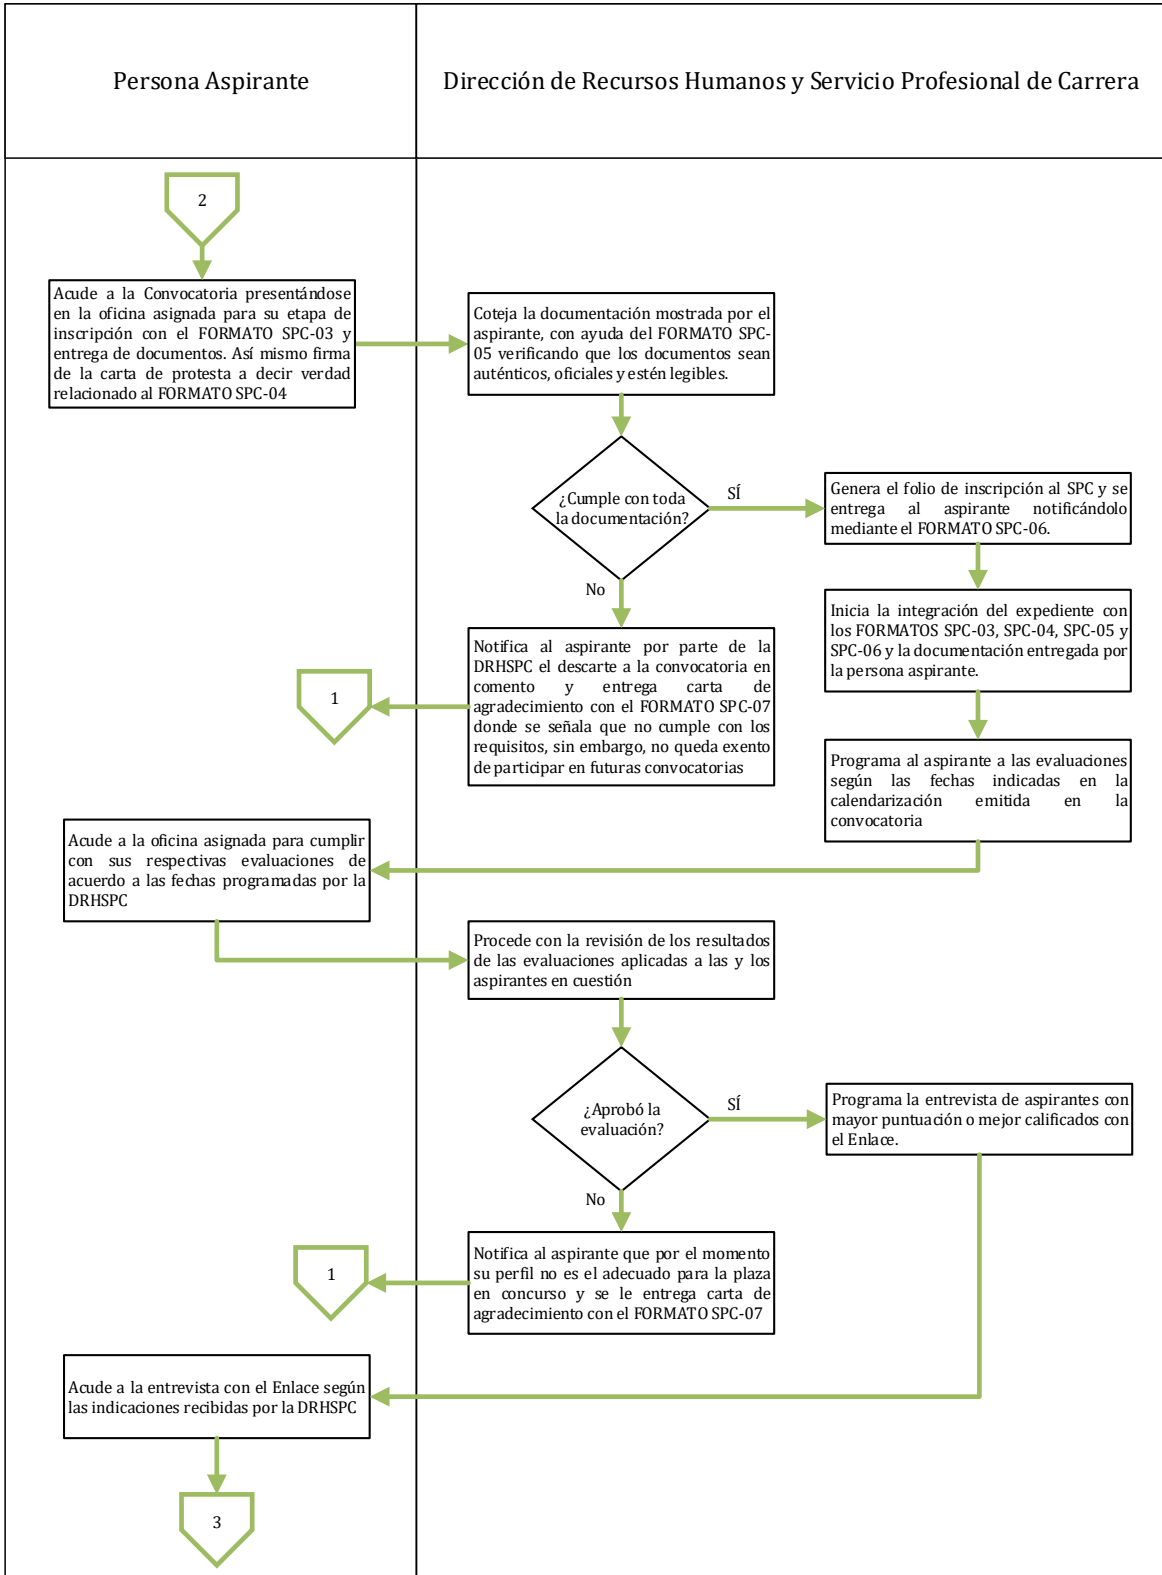 Persona Aspirante
Dirección de Recursos Humanos y Servicio Profesional de Carrera
2
Acude a la Convocatoria presentándose
en la oficina asignada para su etapa de
inscripción con el FORMATO SPC-03 y
entrega de documentos. Así mismo firma
de la carta de protesta a decir verdad
relacionado al FORMATO SPC-04
Coteja la documentación mostrada por el
aspirante, con ayuda del FORMATO SPC-
05 verificando que los documentos sean
auténticos, oficiales y estén legibles.
¿Cumple con toda
la documentación?
SÍ
Genera el folio de inscripción al SPC y se
entrega al aspirante notificándolo
mediante el FORMATO SPC-06.
No
Inicia la integración del expediente con
los FORMATOS SPC-03, SPC-04, SPC-05 y
SPC-06 y la documentación entregada por
la persona aspirante.
Notifica al aspirante por parte de la
DRHSPC el descarte a la convocatoria en
comento y entrega carta de
agradecimiento con el FORMATO SPC-07
donde se señala que no cumple con los
requisitos, sin embargo, no queda exento
de participar en futuras convocatorias
1
Programa al aspirante a las evaluaciones
según las fechas indicadas en la
calendarización emitida en la
convocatoria
Acude a la oficina asignada para cumplir
con sus respectivas evaluaciones de
acuerdo a las fechas programadas por la
DRHSPC
Procede con la revisión de los resultados
de las evaluaciones aplicadas a las y los
aspirantes en cuestión
¿Aprobó la
evaluación?
SÍ
Programa la entrevista de aspirantes con
mayor puntuación o mejor calificados con
el Enlace.
No
Notifica al aspirante que por el momento
su perfil no es el adecuado para la plaza
en concurso y se le entrega carta de
agradecimiento con el FORMATO SPC-07
1
Acude a la entrevista con el Enlace según
las indicaciones recibidas por la DRHSPC
3